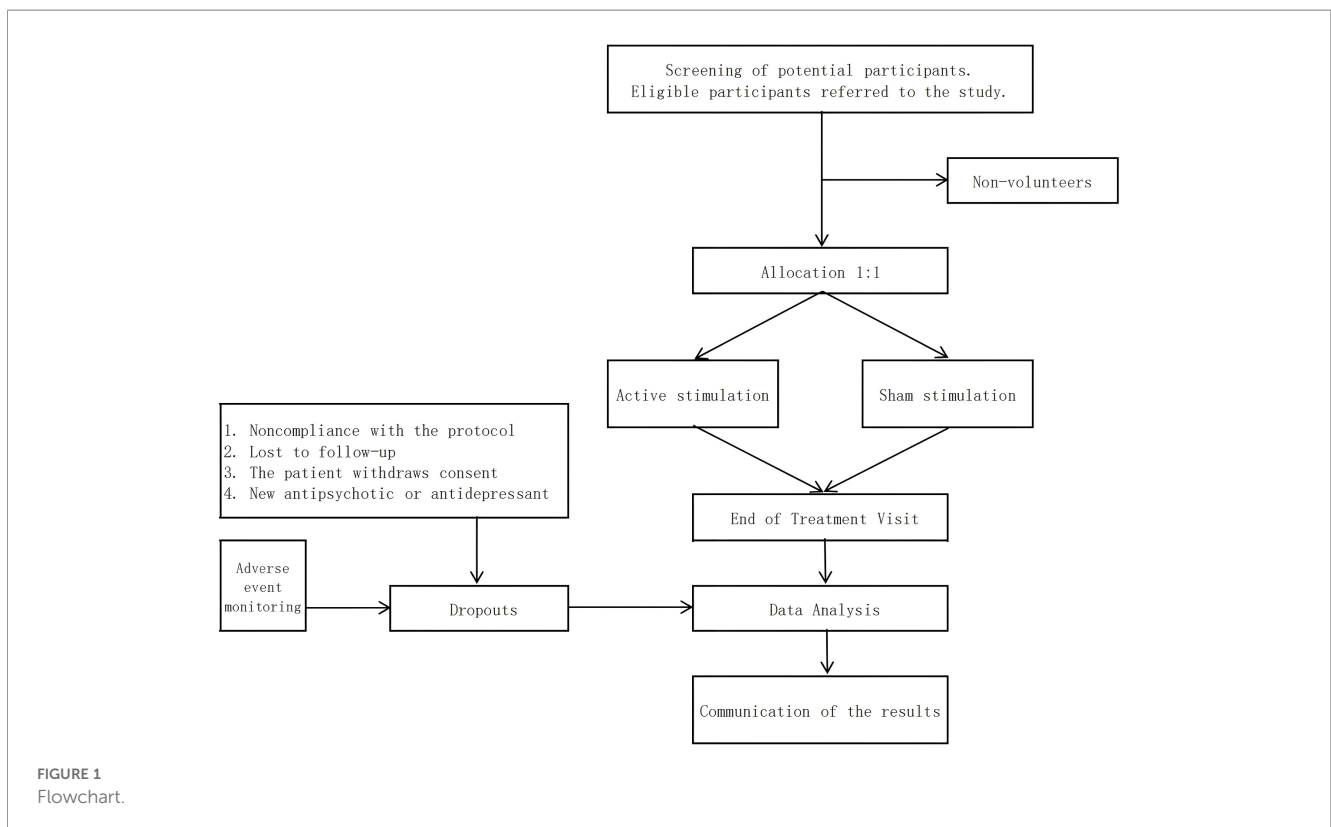 Screening of potential participants.
Eligible participants referred to the study.
Non-volunteers
Allocation 1:1
Active stimulation
Sham stimulation
1. Noncompliance with the protocol
2. Lost to follow-up
3. The patient withdraws consent
4. New antipsychotic or antidepressant
End of Treatment Visit
Adverse
event
monitoring
Dropouts
Data Analysis
Communication of the results
FIGURE 1
Flowchart.